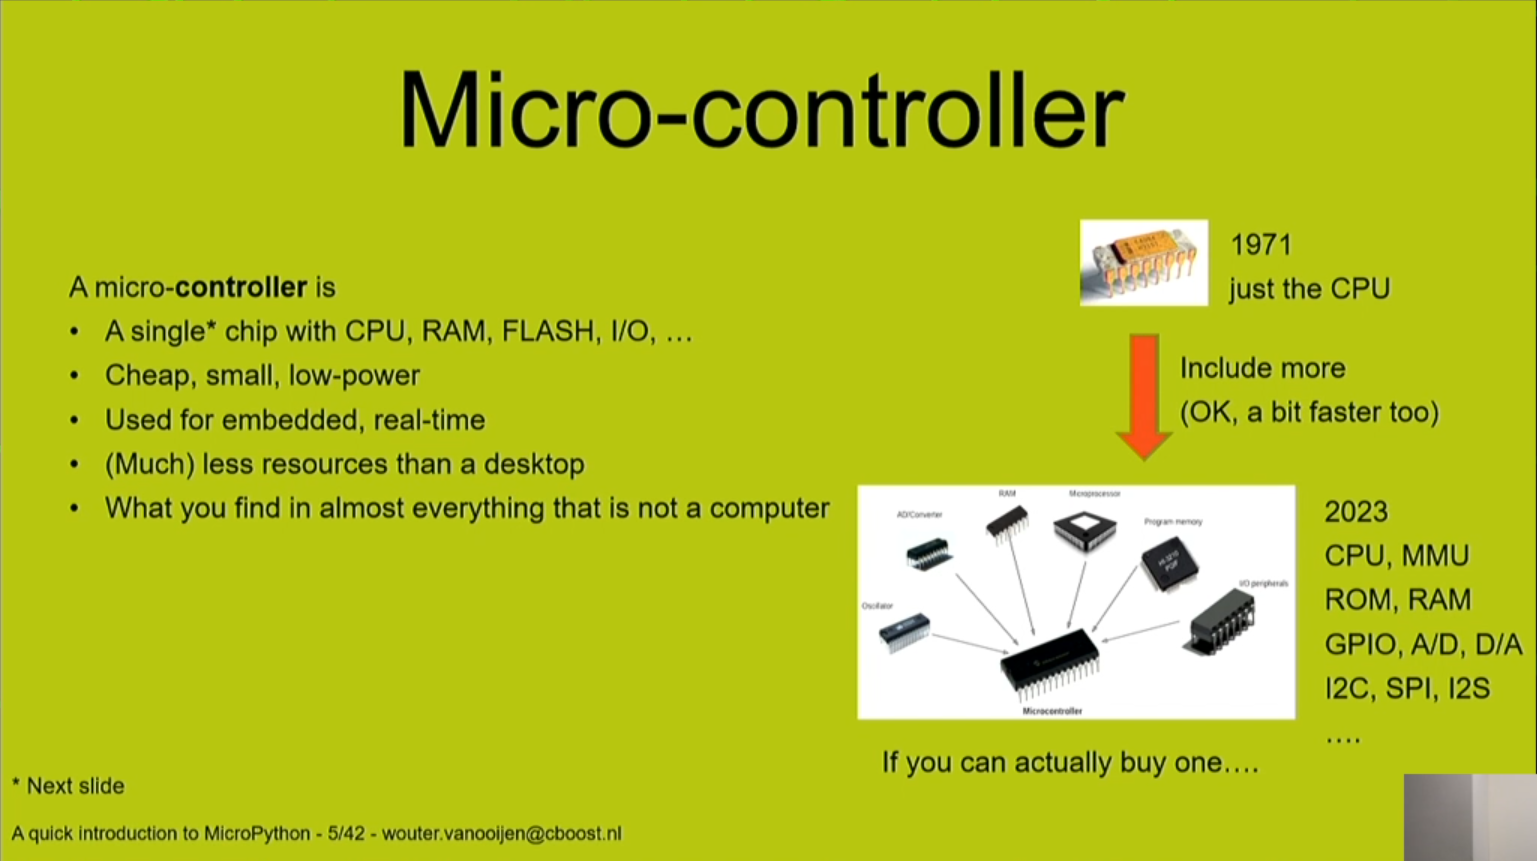 Micro-controller
A micro-controller is
• A single* chip with CPU, RAM, FLASH, I/O, …
• Cheap, small, low-power
• Used for embedded, real-time
• (Much) less resources than a desktop
• What you find in almost everything that is not a computer
1971
just the CPU
Include more
(OK, a bit faster too)
RAM
Microprocessor
AD/Converter
Program memory
I/O peripherals
Oscillator
Microcontroller
2023
CPU, MMU
ROM, RAM
GPIO, A/D, D/A
I2C, SPI, I2S
….
If you can actually buy one….
* Next slide
A quick introduction to MicroPython - 5/42 - wouter.vanooijen@cboost.nl